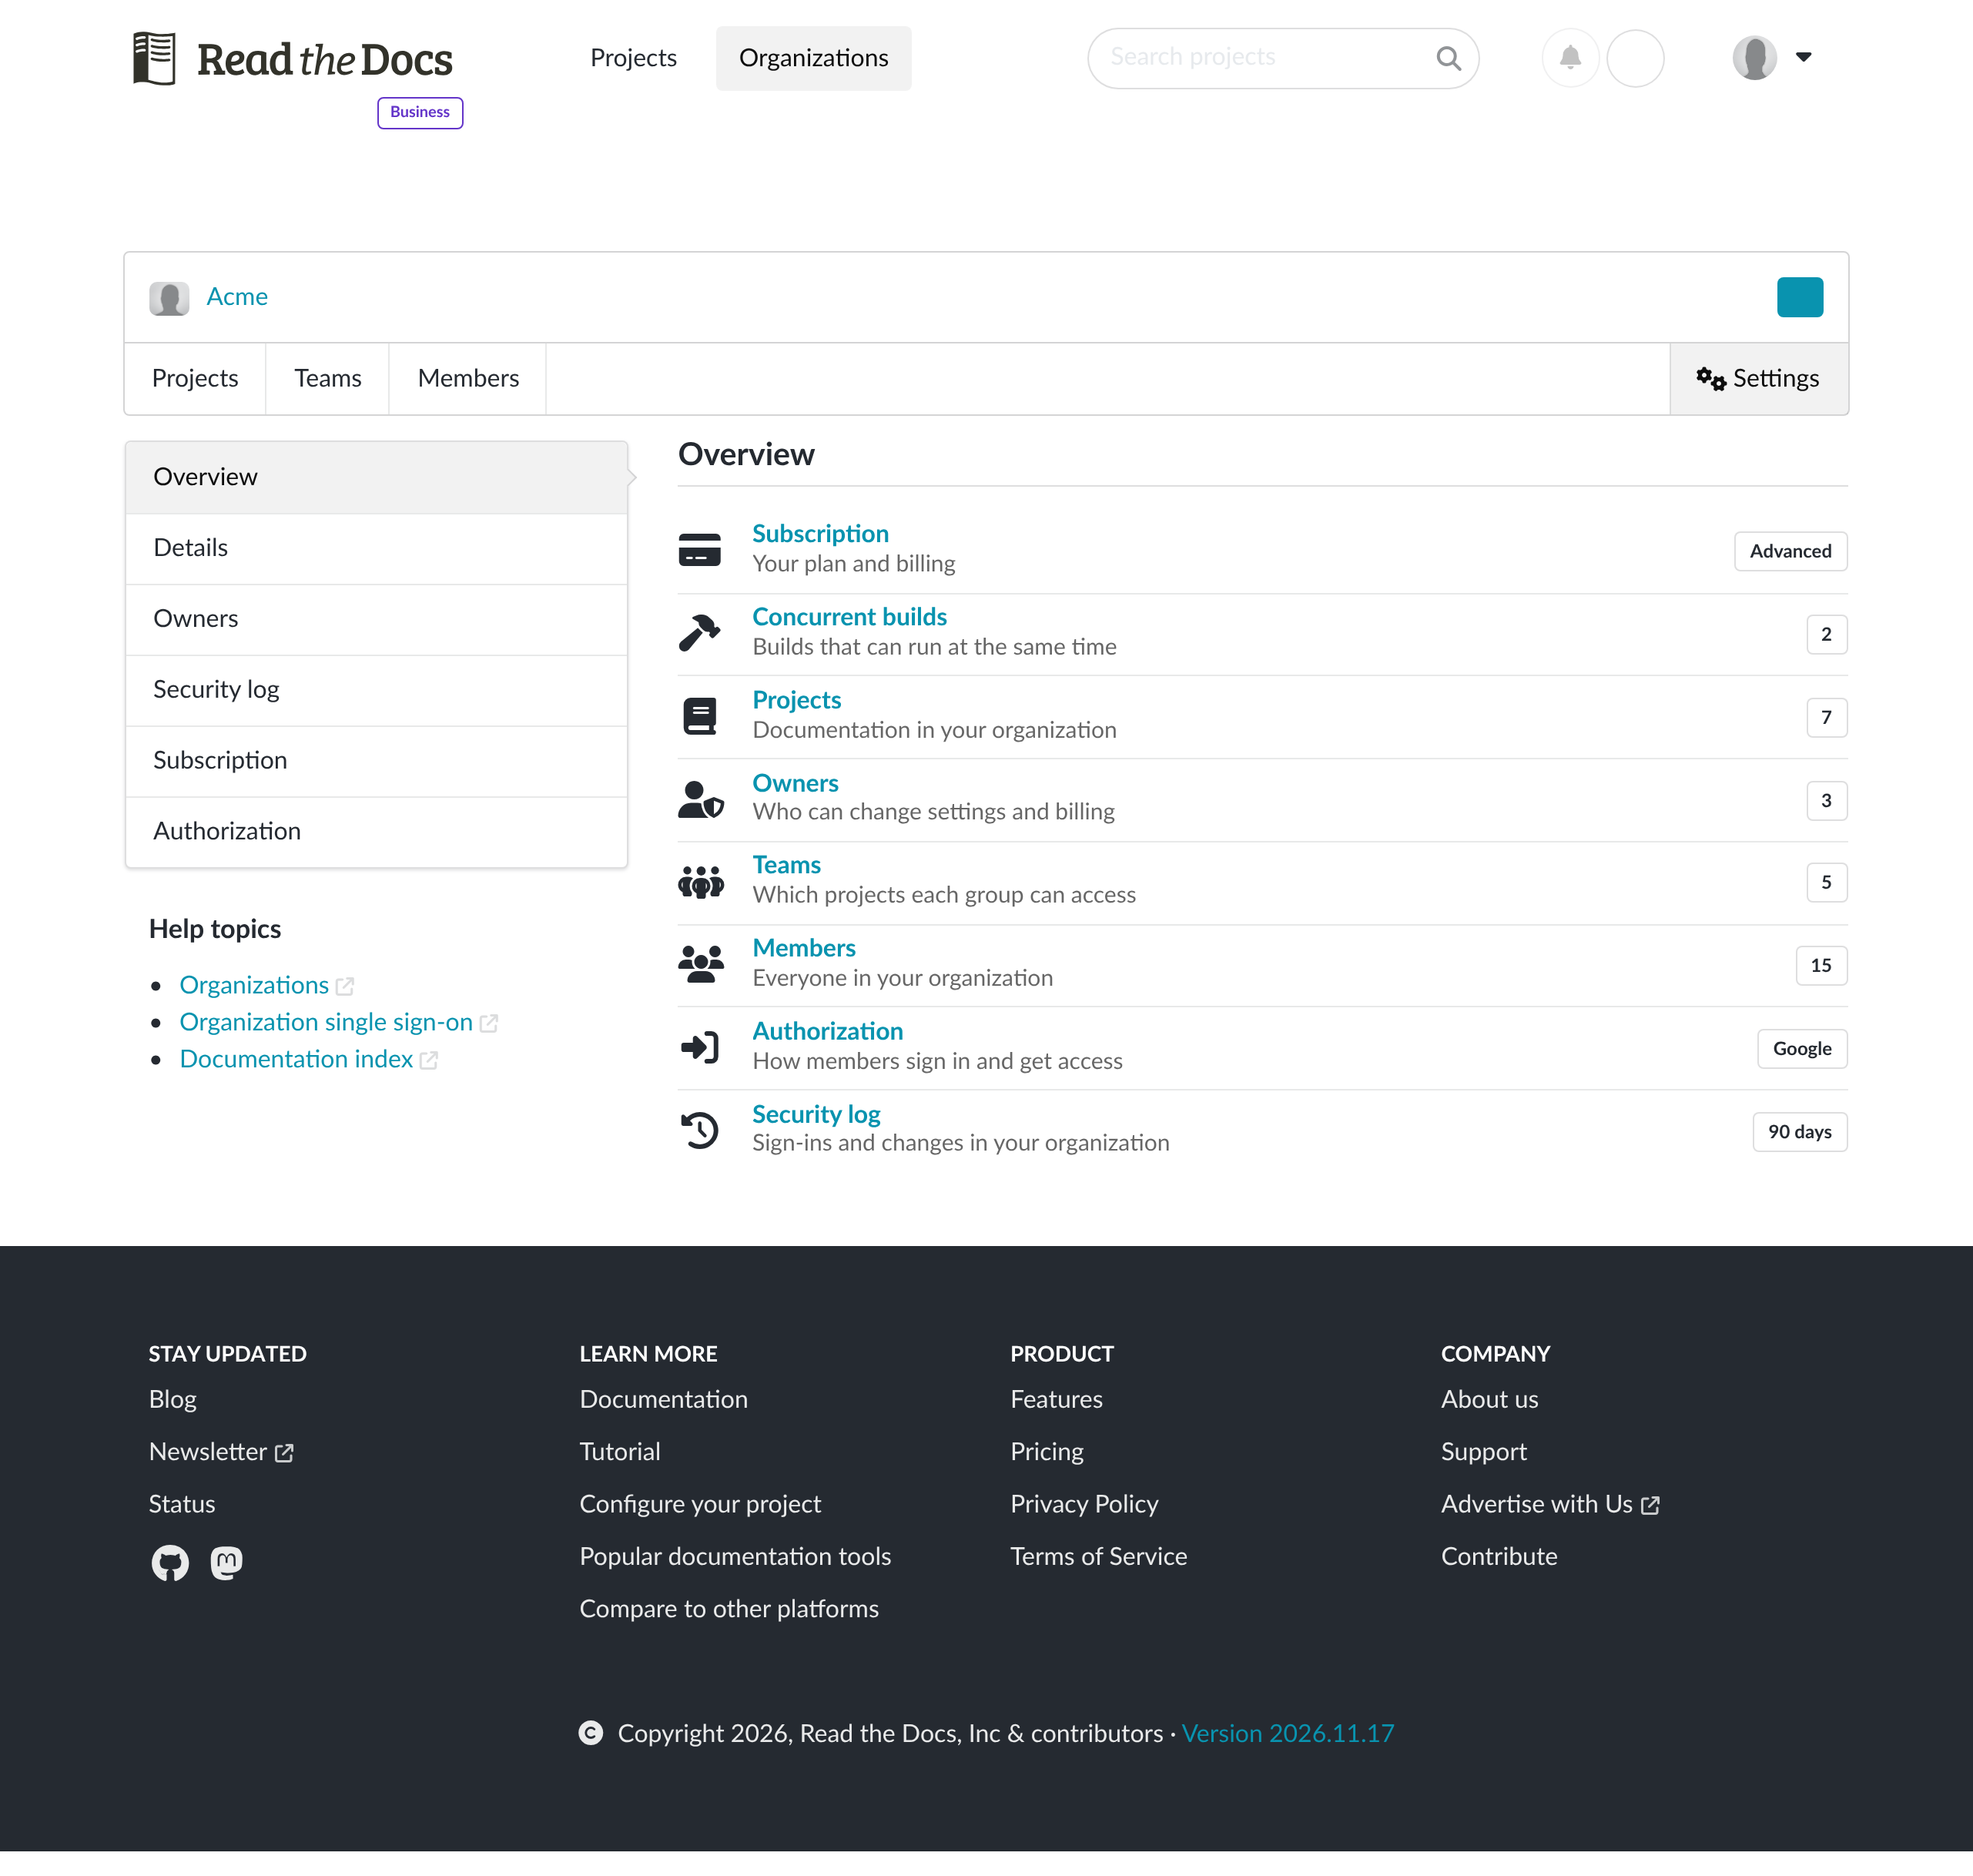 Read the Docs
Business
Projects
Organizations
Search projects
Acme
Projects
Teams
Members
Settings
Overview
Details
Owners
Security log
Subscription
Authorization
Help topics
Organizations
Organization single sign-on
Documentation index
Overview
Subscription
Your plan and billing
Advanced
Concurrent builds
Builds that can run at the same time
2
Projects
Documentation in your organization
7
Owners
Who can change settings and billing
3
Teams
Which projects each group can access
5
Members
Everyone in your organization
15
Authorization
How members sign in and get access
Google
Security log
Sign-ins and changes in your organization
90 days
STAY UPDATED
Blog
Newsletter
Status
LEARN MORE
Documentation
Tutorial
Configure your project
Popular documentation tools
Compare to other platforms
PRODUCT
Features
Pricing
Privacy Policy
Terms of Service
COMPANY
About us
Support
Advertise with Us
Contribute
© Copyright 2026, Read the Docs, Inc & contributors · Version 2026.11.17